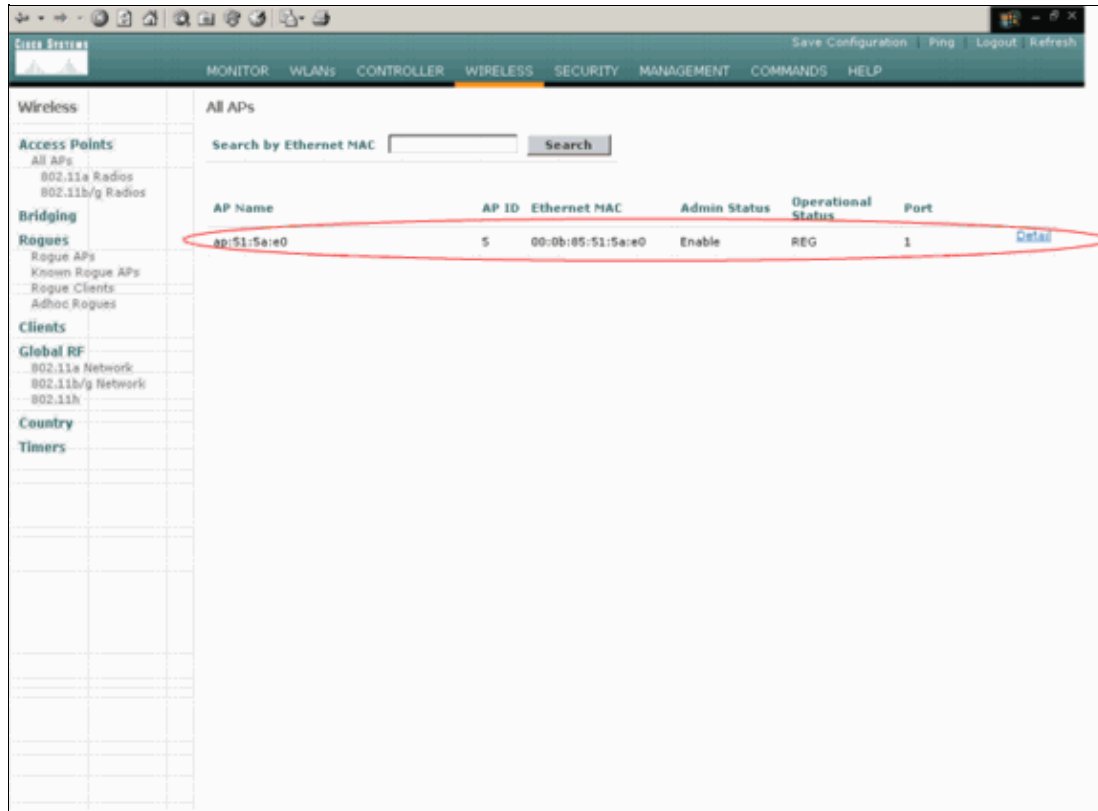 Cisco Systems
Save Configuration | Ping | Logout | Refresh
MONITOR WLANs CONTROLLER WIRELESS SECURITY MANAGEMENT COMMANDS HELP
Wireless
Access Points
All APs
802.11a Radios
802.11b/g Radios
Bridging
Rogues
Rogue APs
Known Rogue APs
Rogue Clients
Adhoc Rogues
Clients
Global RF
802.11a Network
802.11b/g Network
802.11h
Country
Timers
All APs
Search by Ethernet MAC Search
AP Name AP ID Ethernet MAC Admin Status Operational Status Port
ap:51:5a:e0 5 00:0b:85:51:5a:e0 Enable REG 1 Detail